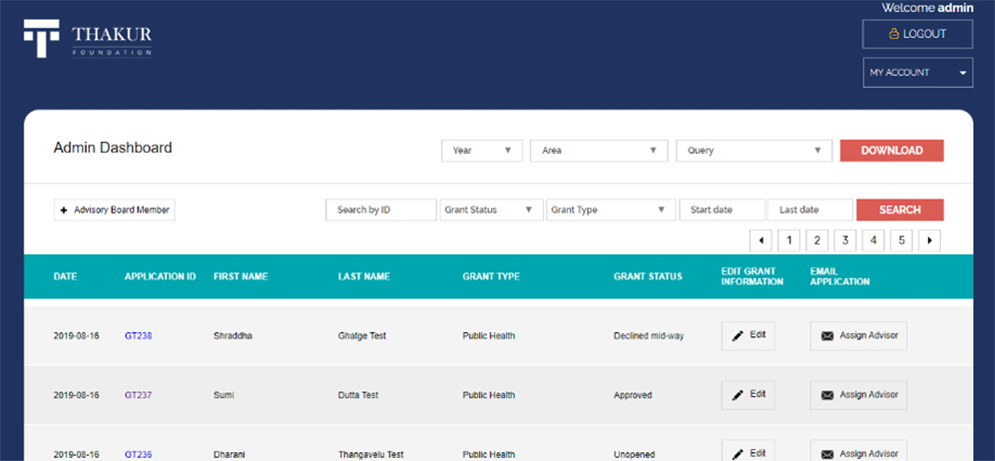 Welcome admin
THAKUR
FOUNDATION
LOGOUT
MY ACCOUNT
Admin Dashboard
Year
Area
Query
DOWNLOAD
+ Advisory Board Member
Search by ID
Grant Status
Grant Type
Start date
Last date
SEARCH
1 2 3 4 5
DATE APPLICATION ID FIRST NAME LAST NAME GRANT TYPE GRANT STATUS EDIT GRANT INFORMATION EMAIL APPLICATION
2019-08-16 GT238 Shraddha Ghatge Test Public Health Declined mid-way Edit Assign Advisor
2019-08-16 GT237 Sumi Dutta Test Public Health Approved Edit Assign Advisor
2019-08-16 GT236 Dharani Thangavelu Test Public Health Unopened Edit Assign Advisor